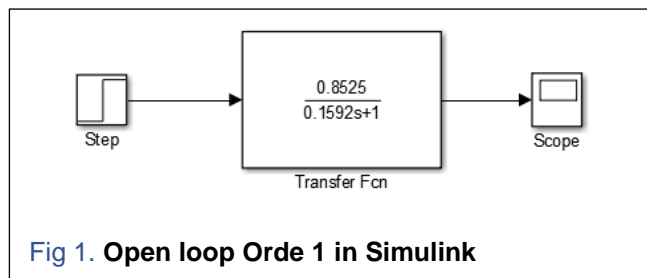 0.8525
0.1592s+1
Step
Scope
Transfer Fcn
Fig 1. Open loop Orde 1 in Simulink